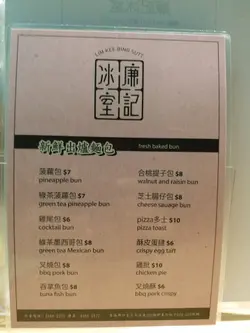 LIN KEE BING SUTT
冰廉
室記
新鮮出爐麵包 fresh baked bun
菠蘿包 $7
pineapple bun
綠茶菠蘿包 $7
green tea pineapple bun
雞尾包 $6
cocktail bun
綠茶墨西哥包 $8
green tea Mexican bun
叉燒包 $8
bbq pork bun
吞拿魚包 $8
tuna fish bun
合桃提子包 $8
walnut and raisin bun
芝士腸仔包 $8
cheese sausage bun
pizza多士 $10
pizza toast
酥皮蛋撻 $6
crispy egg tart
雞批 $10
chicken pie
叉燒酥 $6
bbq pork crispy